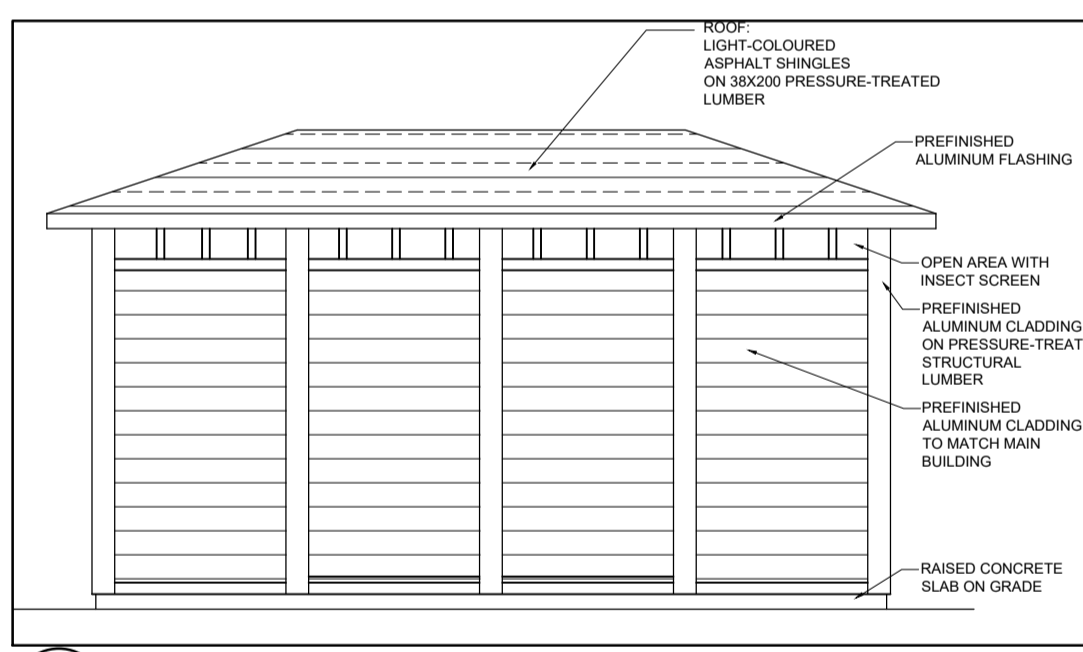 ROOF:
LIGHT-COLOURED
ASPHALT SHINGLES
ON 38X200 PRESSURE-TREATED
LUMBER
PREFINISHED
ALUMINUM FLASHING
OPEN AREA WITH
INSECT SCREEN
PREFINISHED
ALUMINUM CLADDING
ON PRESSURE-TREAT
STRUCTURAL
LUMBER
PREFINISHED
ALUMINUM CLADDING
TO MATCH MAIN
BUILDING
RAISED CONCRETE
SLAB ON GRADE